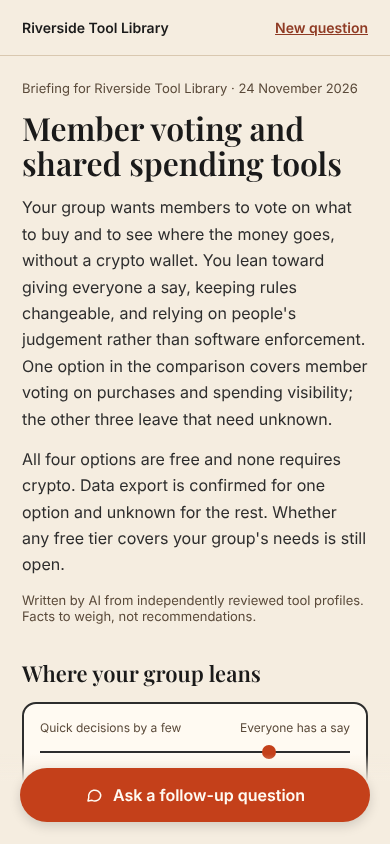 Riverside Tool Library
New question
Briefing for Riverside Tool Library · 24 November 2026
Member voting and
shared spending tools
Your group wants members to vote on what
to buy and to see where the money goes,
without a crypto wallet. You lean toward
giving everyone a say, keeping rules
changeable, and relying on people's
judgement rather than software enforcement.
One option in the comparison covers member
voting on purchases and spending visibility;
the other three leave that need unknown.
All four options are free and none requires
crypto. Data export is confirmed for one
option and unknown for the rest. Whether
any free tier covers your group's needs is still
open.
Written by AI from independently reviewed tool profiles.
Facts to weigh, not recommendations.
Where your group leans
Quick decisions by a few
Everyone has a say
Ask a follow-up question